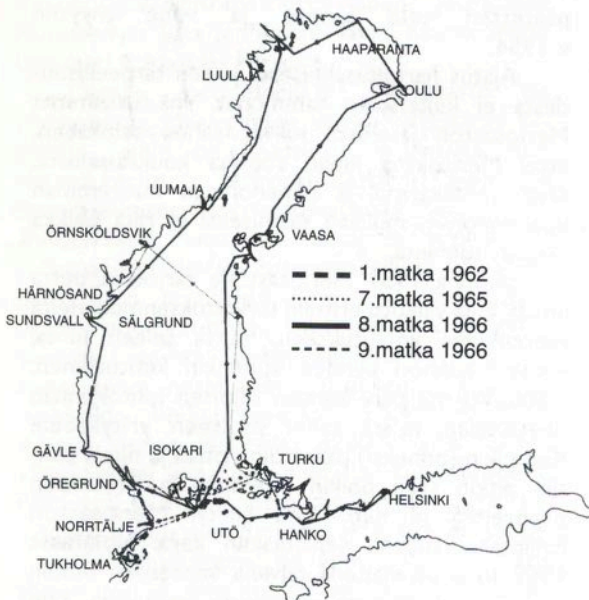 HAAPARANTA
LUULAJA
OULU
UUMAJA
ÖRNSKÖLDSVIK
VAASA
HÄRNÖSAND
SUNDSVALL
SÄLGRUND
1.matka 1962
7.matka 1965
8.matka 1966
9.matka 1966
GÄVLE
ISOKARI
TURKU
ÖREGRUND
HELSINKI
NORRTÄLJE
UTÖ
HANKO
TUKHOLMA